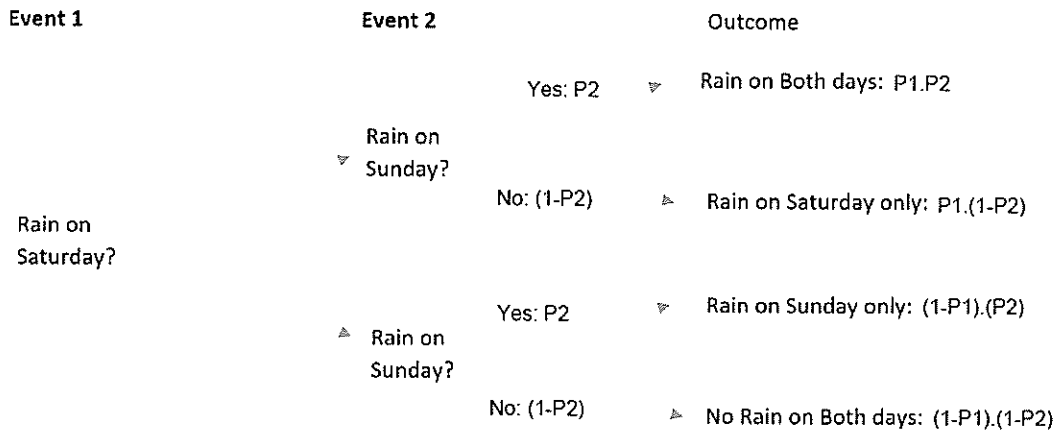 Event 1
Event 2
Outcome
Yes: P2
Rain on Both days: P1.P2
Rain on
Sunday?
No: (1-P2)
Rain on Saturday only: P1.(1-P2)
Rain on
Saturday?
Yes: P2
Rain on Sunday only: (1-P1).(P2)
Rain on
Sunday?
No: (1-P2)
No Rain on Both days: (1-P1).(1-P2)